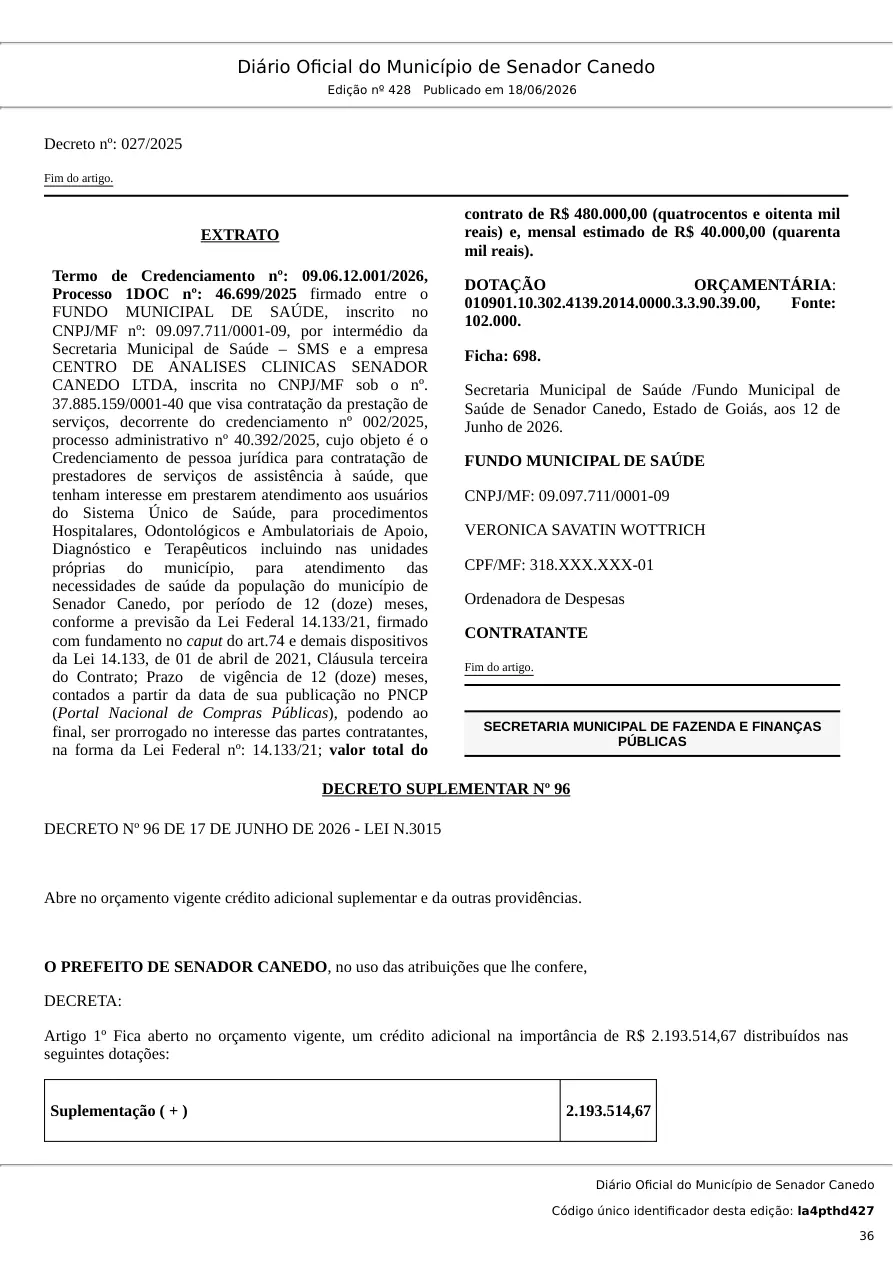 Diário Oficial do Município de Senador Canedo
Edição nº 428 Publicado em 18/06/2026
Decreto nº: 027/2025
Fim do artigo.
EXTRATO
Termo de Credenciamento nº: 09.06.12.001/2026,
Processo 1DOC nº: 46.699/2025 firmado entre o
FUNDO MUNICIPAL DE SAÚDE, inscrito no
CNPJ/MF nº: 09.097.711/0001-09, por intermédio da
Secretaria Municipal de Saúde – SMS e a empresa
CENTRO DE ANALISES CLINICAS SENADOR
CANEDO LTDA, inscrita no CNPJ/MF sob o nº.
37.885.159/0001-40 que visa contratação da prestação de
serviços, decorrente do credenciamento nº 002/2025,
processo administrativo nº 40.392/2025, cujo objeto é o
Credenciamento de pessoa jurídica para contratação de
prestadores de serviços de assistência à saúde, que
tenham interesse em prestarem atendimento aos usuários
do Sistema Único de Saúde, para procedimentos
Hospitalares, Odontológicos e Ambulatoriais de Apoio,
Diagnóstico e Terapêuticos incluindo nas unidades
próprias do município, para atendimento das
necessidades de saúde da população do município de
Senador Canedo, por período de 12 (doze) meses,
conforme a previsão da Lei Federal 14.133/21, firmado
com fundamento no caput do art.74 e demais dispositivos
da Lei 14.133, de 01 de abril de 2021, Cláusula terceira
do Contrato; Prazo de vigência de 12 (doze) meses,
contados a partir da data de sua publicação no PNCP
(Portal Nacional de Compras Públicas), podendo ao
final, ser prorrogado no interesse das partes contratantes,
na forma da Lei Federal nº: 14.133/21; valor total do
contrato de R$ 480.000,00 (quatrocentos e oitenta mil
reais) e, mensal estimado de R$ 40.000,00 (quarenta
mil reais).
DOTAÇÃO ORÇAMENTÁRIA:
010901.10.302.4139.2014.0000.3.3.90.39.00, Fonte:
102.000.
Ficha: 698.
Secretaria Municipal de Saúde /Fundo Municipal de
Saúde de Senador Canedo, Estado de Goiás, aos 12 de
Junho de 2026.
FUNDO MUNICIPAL DE SAÚDE
CNPJ/MF: 09.097.711/0001-09
VERONICA SAVATIN WOTTRICH
CPF/MF: 318.XXX.XXX-01
Ordenadora de Despesas
CONTRATANTE
Fim do artigo.
SECRETARIA MUNICIPAL DE FAZENDA E FINANÇAS
PÚBLICAS
DECRETO SUPLEMENTAR Nº 96
DECRETO Nº 96 DE 17 DE JUNHO DE 2026 - LEI N.3015
Abre no orçamento vigente crédito adicional suplementar e da outras providências.
O PREFEITO DE SENADOR CANEDO, no uso das atribuições que lhe confere,
DECRETA:
Artigo 1º Fica aberto no orçamento vigente, um crédito adicional na importância de R$ 2.193.514,67 distribuídos nas
seguintes dotações:
Suplementação ( + ) 2.193.514,67
Diário Oficial do Município de Senador Canedo
Código único identificador desta edição: la4pthd427
36